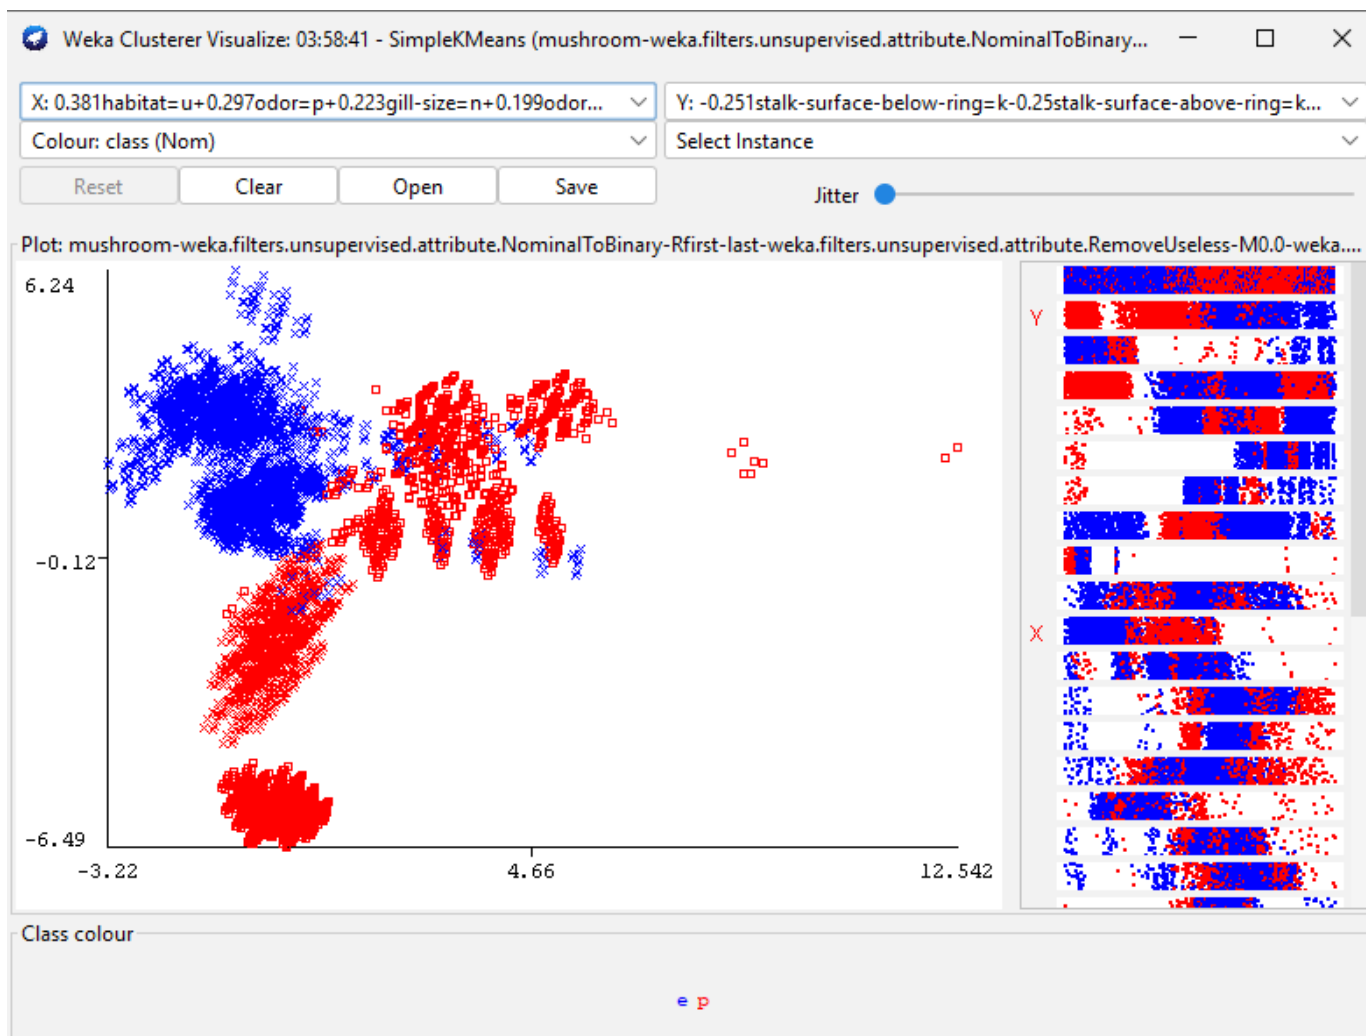 Weka Clusterer Visualize: 03:58:41 - SimpleKMeans (mushroom-weka.filters.unsupervised.attribute.NominalToBinary...
X: 0.381habitat=u+0.297odor=p+0.223gill-size=n+0.199odor...
Y: -0.251stalk-surface-below-ring=k-0.25stalk-surface-above-ring=k...
Colour: class (Nom)
Select Instance
Reset
Clear
Open
Save
Jitter
Plot: mushroom-weka.filters.unsupervised.attribute.NominalToBinary-Rfirst-last-weka.filters.unsupervised.attribute.RemoveUseless-M0.0-weka....
6.24
-0.12
-6.49
-3.22
4.66
12.542
Y
X
Class colour
e p